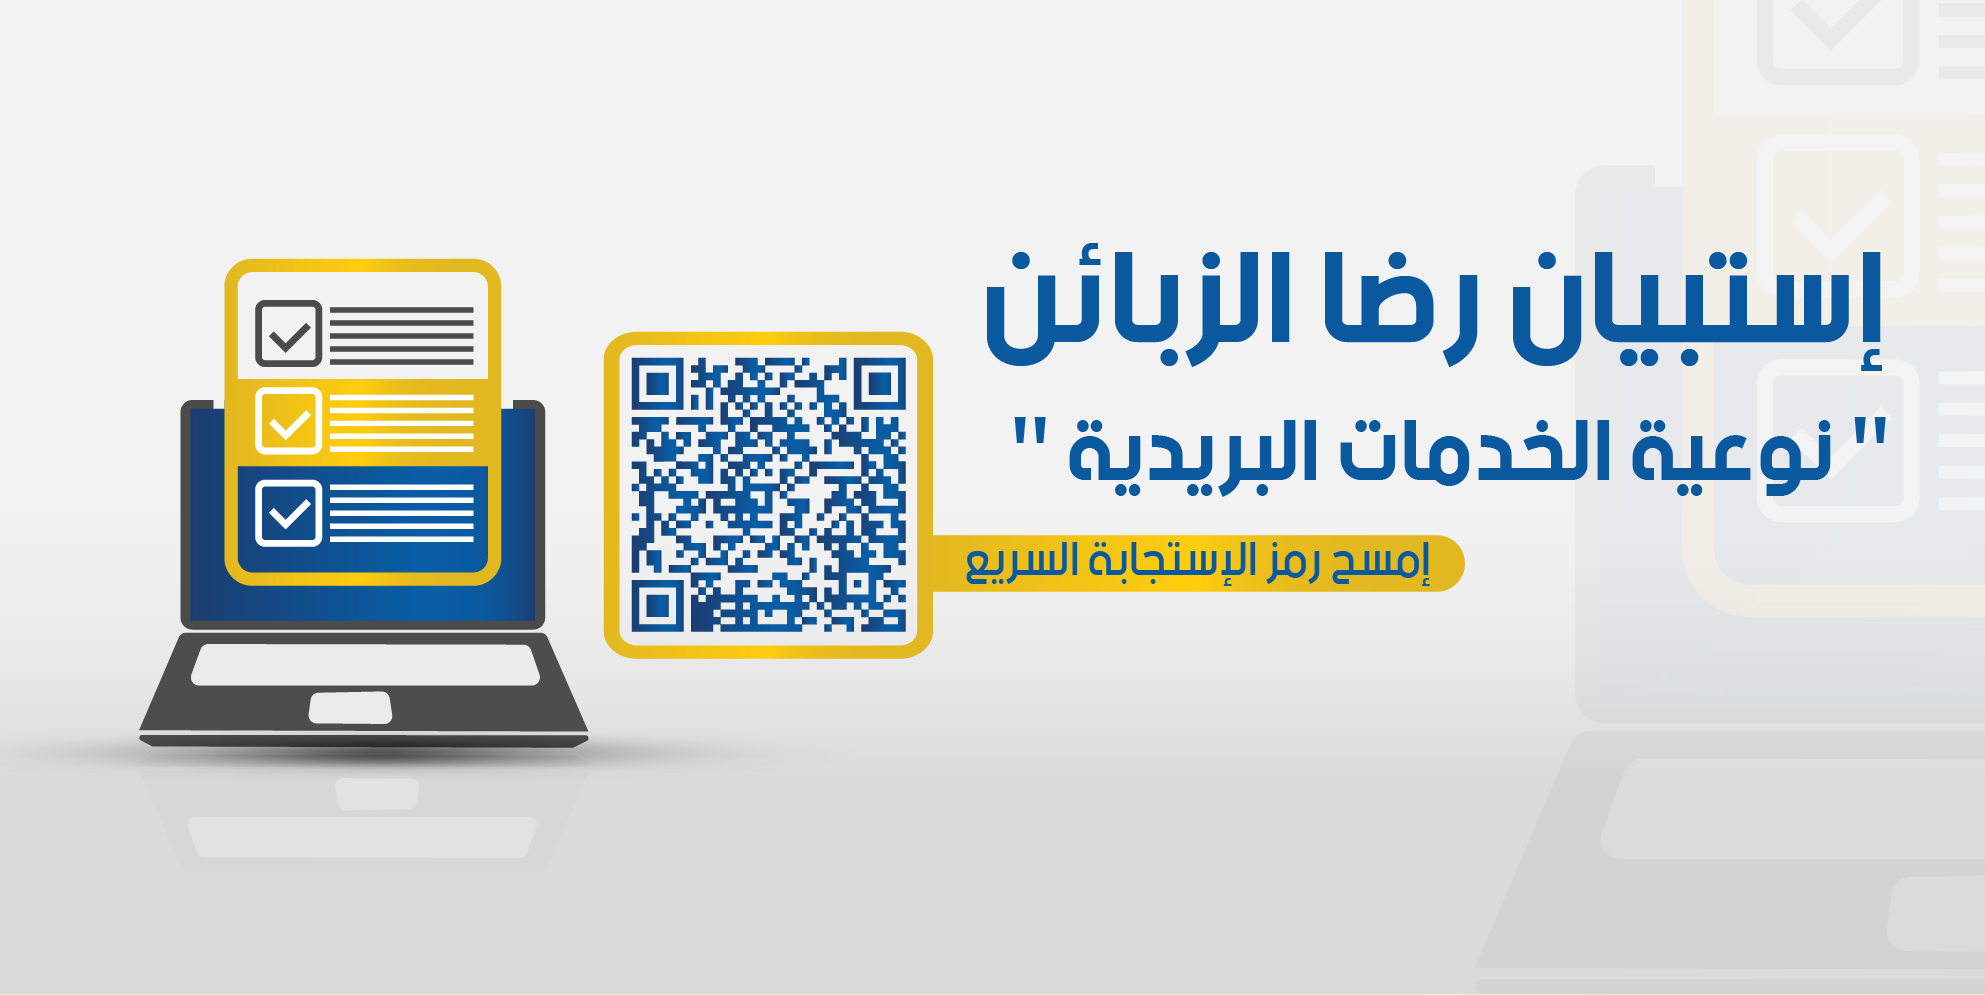 إستبيان رضا الزبائن
" نوعية الخدمات البريدية "
إمسح رمز الإستجابة السريع